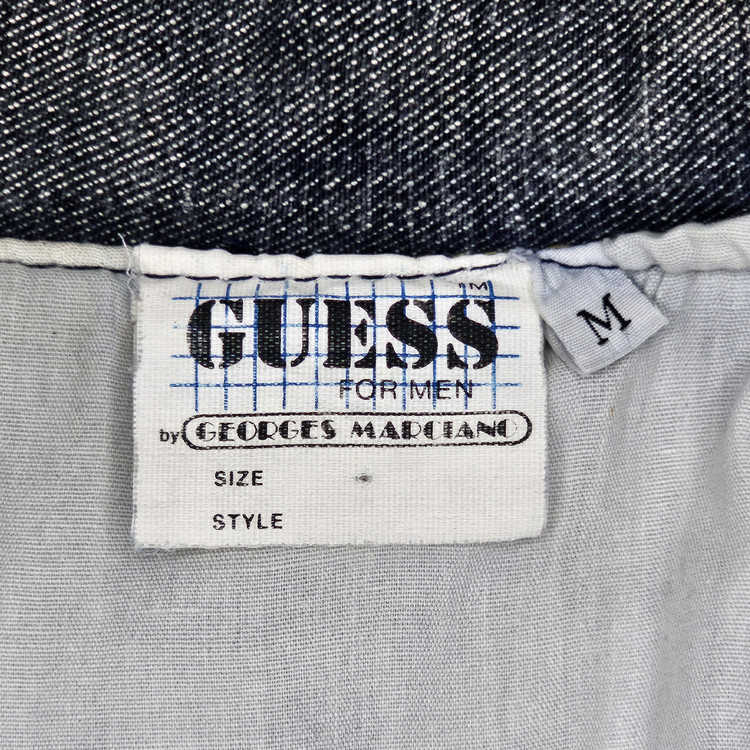 GUESS™
FOR MEN
by GEORGES MARCIANO
SIZE
STYLE
M